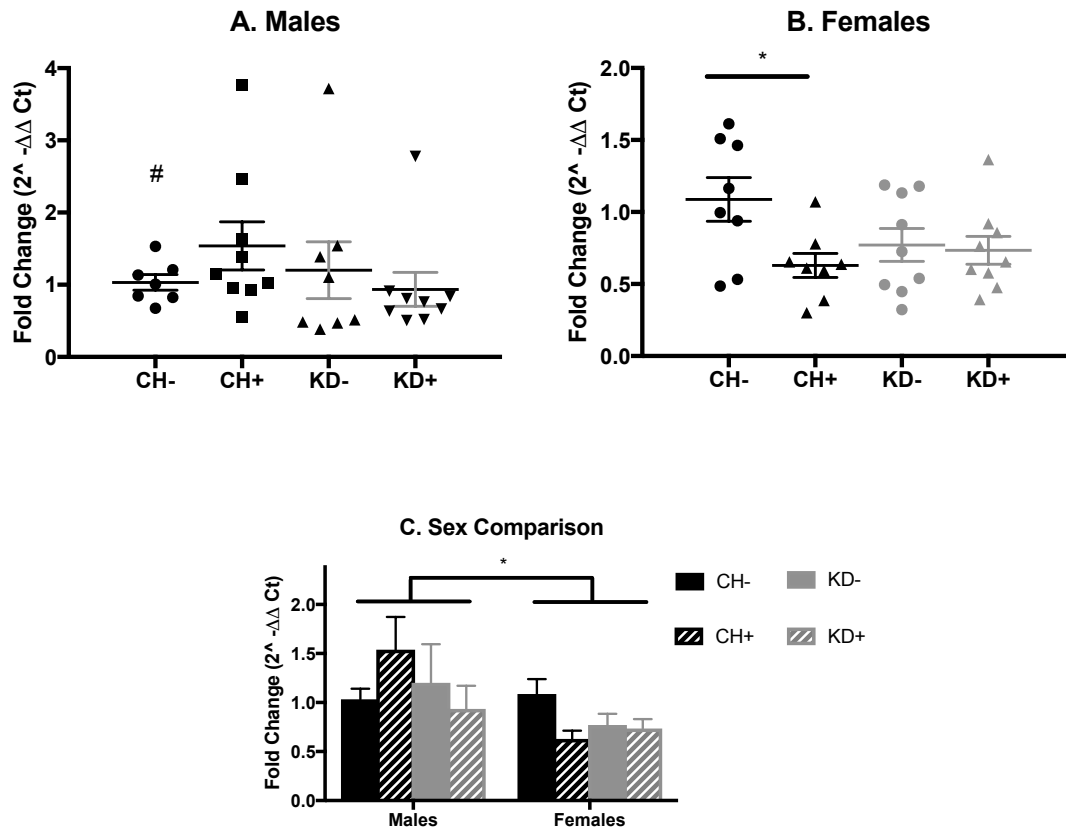 A. Males
Fold Change (2^ -ΔΔ Ct)
4
3
2
1
0
#
CH-
CH+
KD-
KD+
B. Females
Fold Change (2^ -ΔΔ Ct)
2.0
1.5
1.0
0.5
0.0
*
CH-
CH+
KD-
KD+
C. Sex Comparison
Fold Change (2^ -ΔΔ Ct)
2.0
1.5
1.0
0.5
0.0
*
Males
Females
CH-
KD-
CH+
KD+